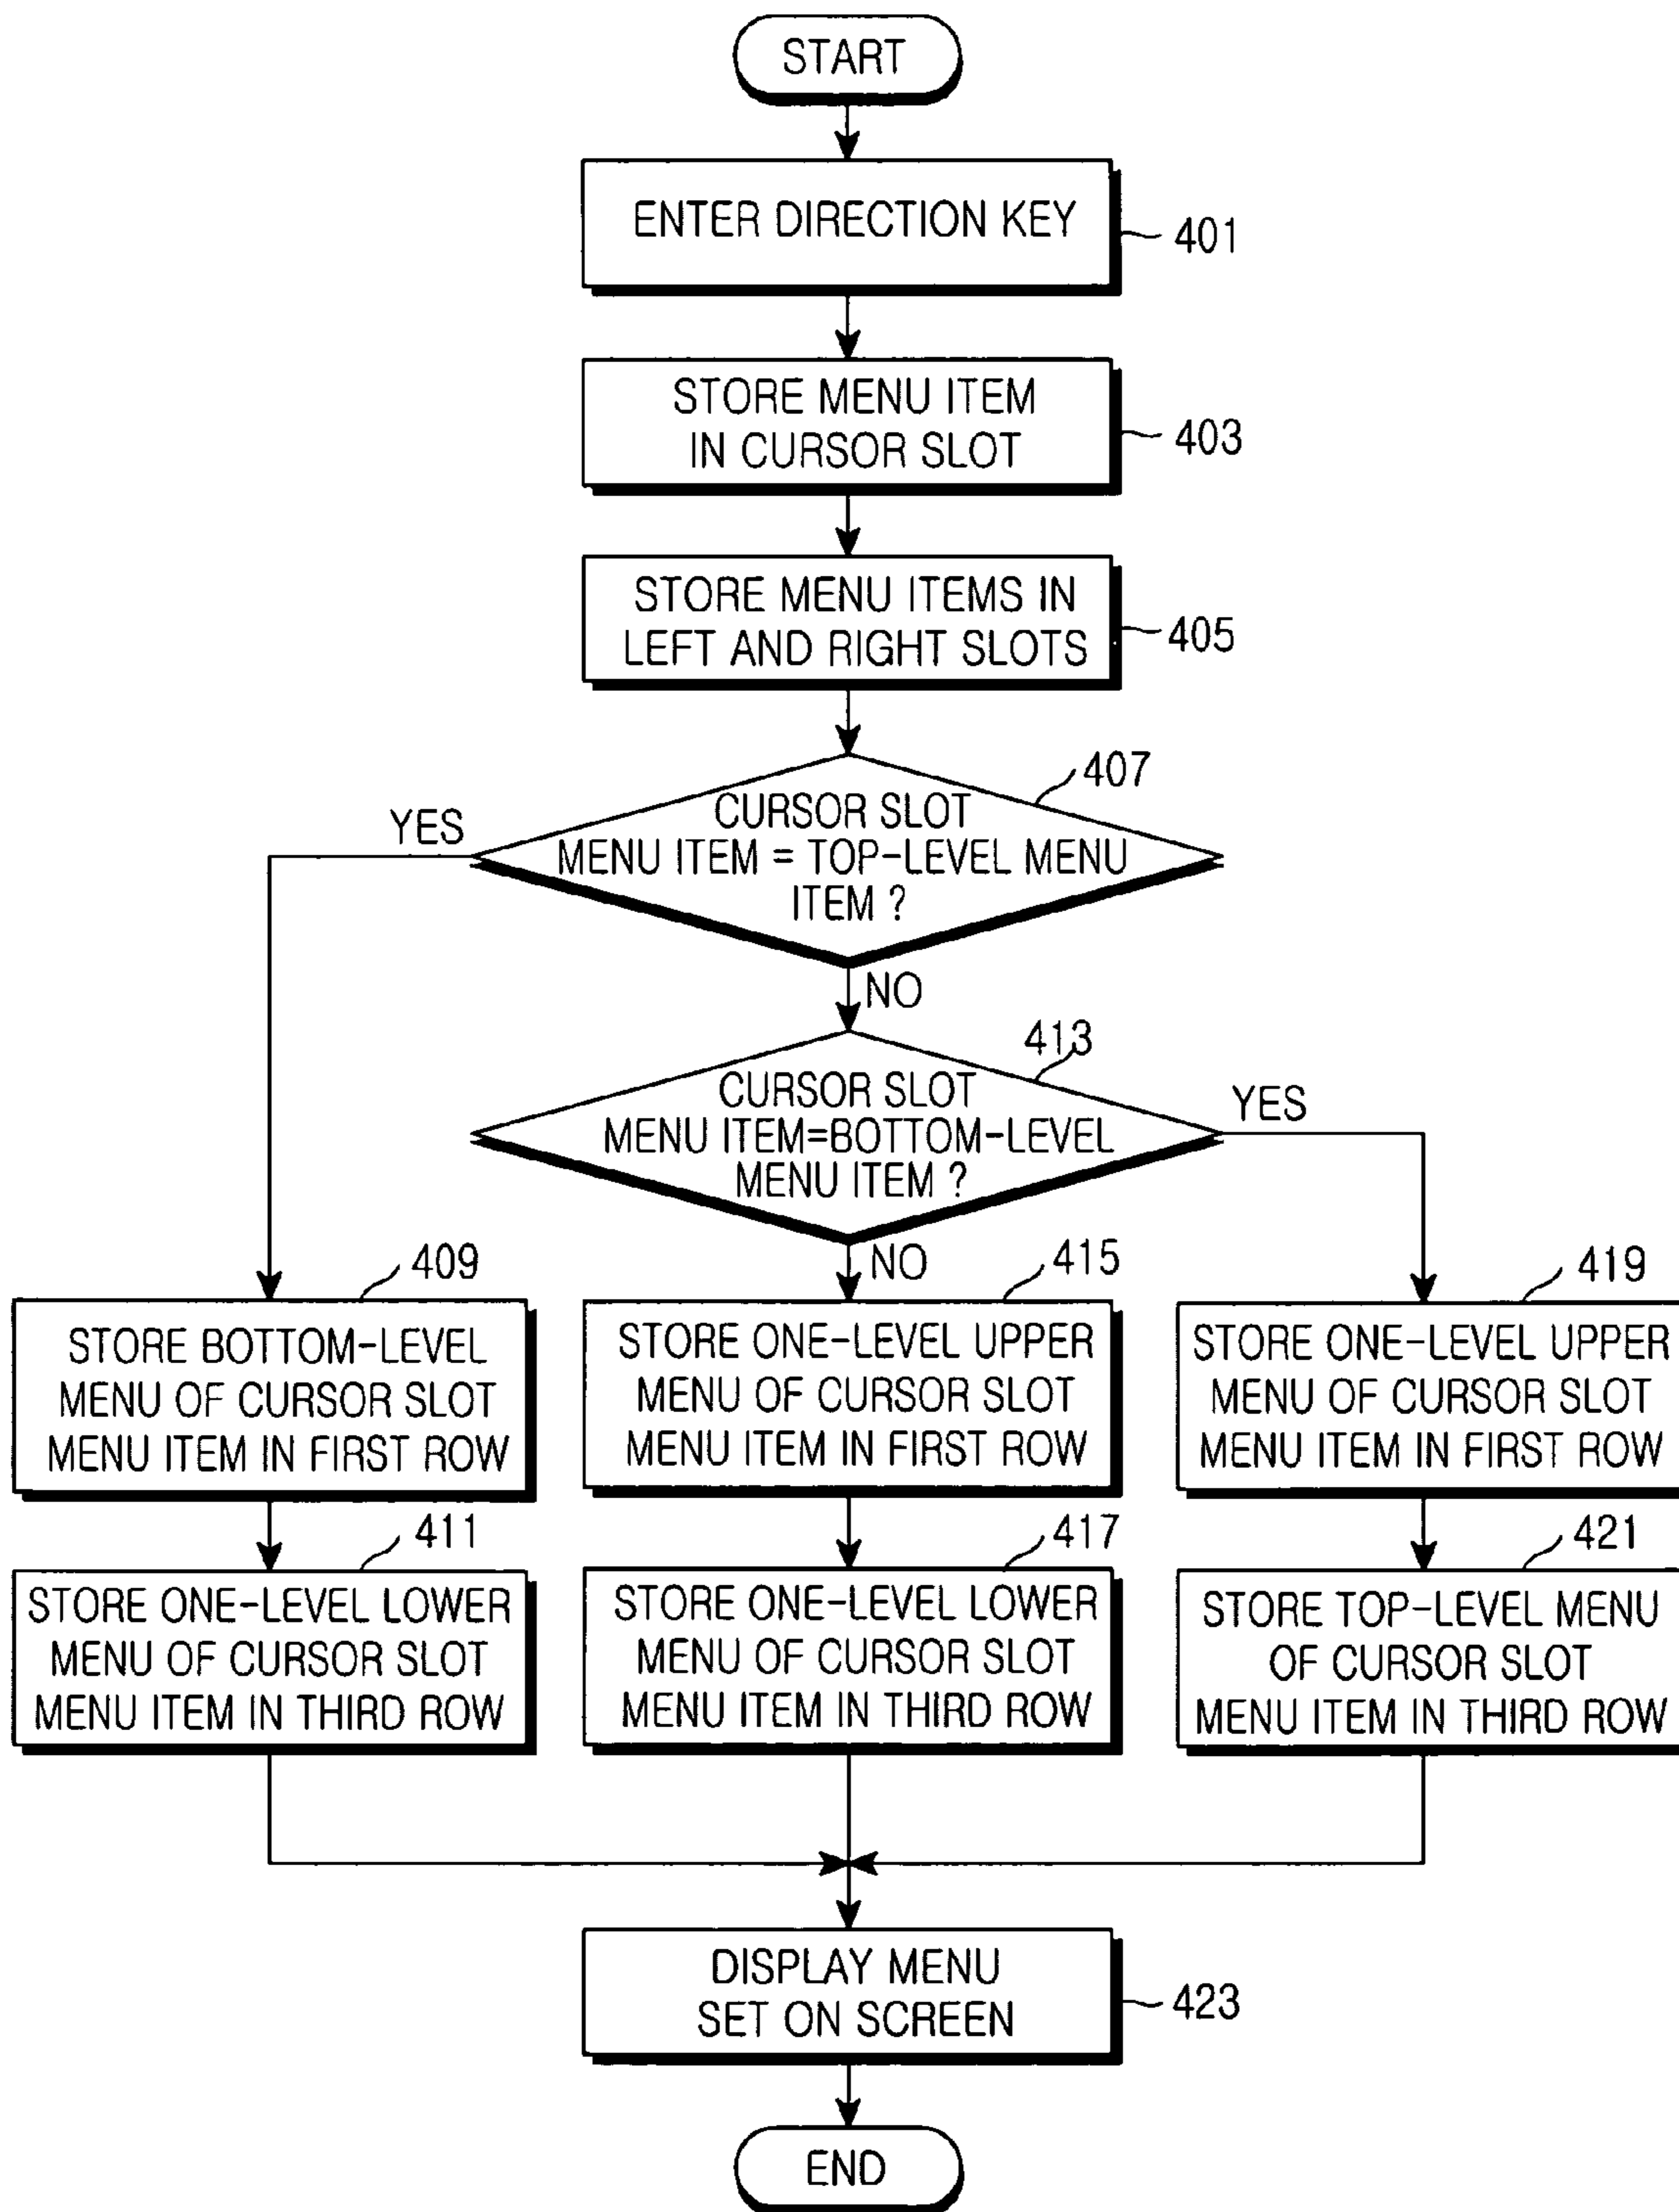 START
ENTER DIRECTION KEY
401
STORE MENU ITEM
IN CURSOR SLOT
403
STORE MENU ITEMS IN
LEFT AND RIGHT SLOTS
405
407
CURSOR SLOT
MENU ITEM = TOP-LEVEL MENU
ITEM ?
YES
NO
413
CURSOR SLOT
MENU ITEM=BOTTOM-LEVEL
MENU ITEM ?
YES
NO
409
STORE BOTTOM-LEVEL
MENU OF CURSOR SLOT
MENU ITEM IN FIRST ROW
415
STORE ONE-LEVEL UPPER
MENU OF CURSOR SLOT
MENU ITEM IN FIRST ROW
419
STORE ONE-LEVEL UPPER
MENU OF CURSOR SLOT
MENU ITEM IN FIRST ROW
411
STORE ONE-LEVEL LOWER
MENU OF CURSOR SLOT
MENU ITEM IN THIRD ROW
417
STORE ONE-LEVEL LOWER
MENU OF CURSOR SLOT
MENU ITEM IN THIRD ROW
421
STORE TOP-LEVEL MENU
OF CURSOR SLOT
MENU ITEM IN THIRD ROW
DISPLAY MENU
SET ON SCREEN
423
END